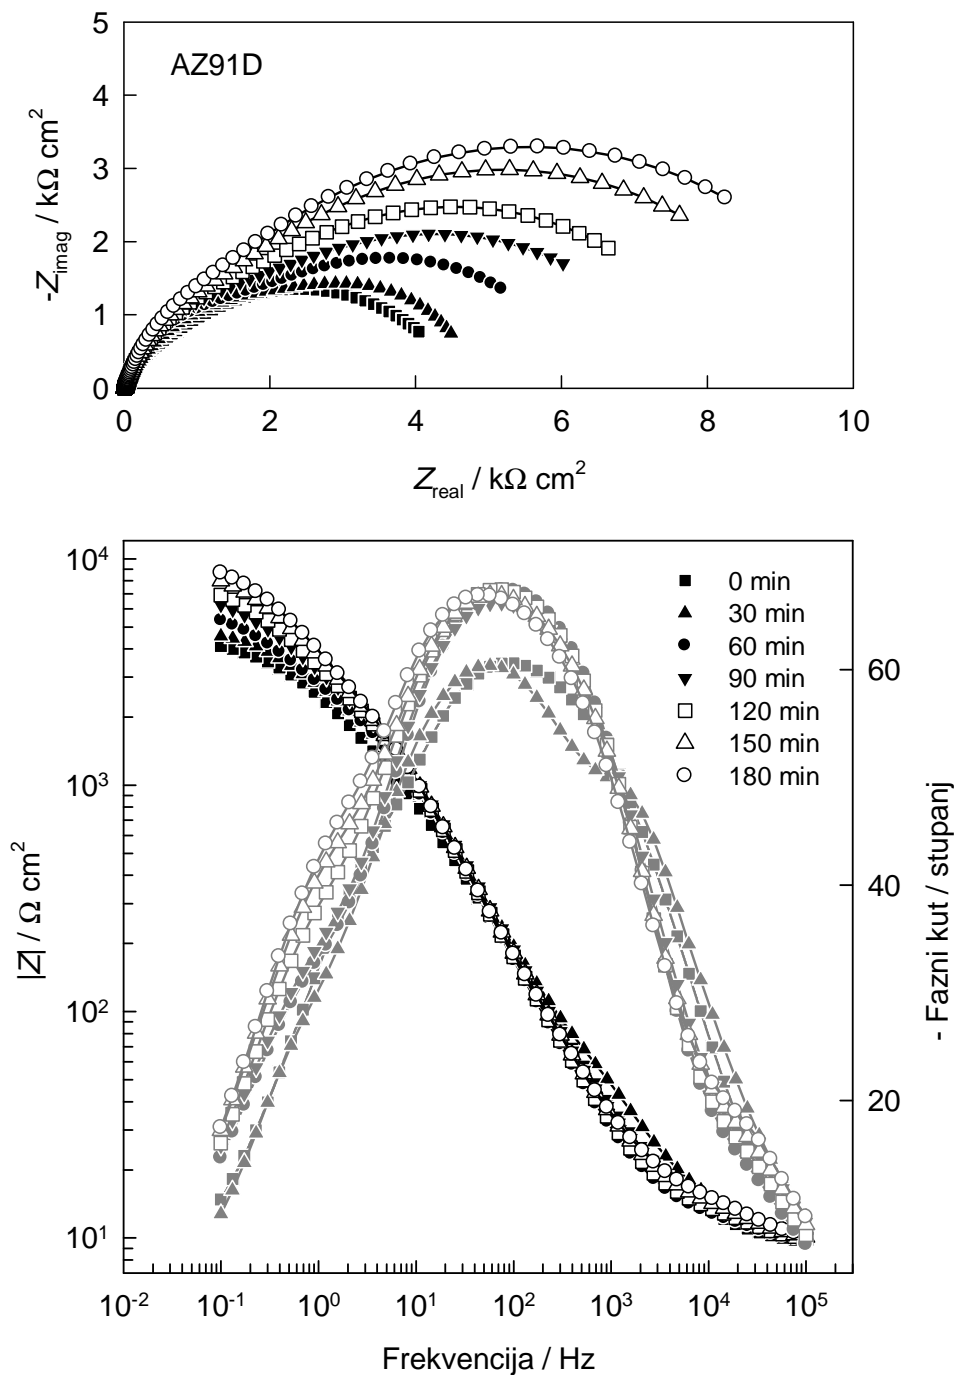 5
4
3
2
1
0
AZ91D
-Z_imag / kΩ cm²
0 2 4 6 8 10
Z_real / kΩ cm²
10⁴
10³
10²
10¹
|Z| / Ω cm²
0 min
30 min
60 min
90 min
120 min
150 min
180 min
60
40
20
- Fazni kut / stupanj
10⁻² 10⁻¹ 10⁰ 10¹ 10² 10³ 10⁴ 10⁵
Frekvencija / Hz